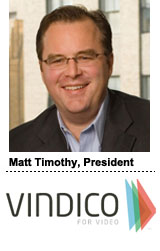 Matt Timothy, President
VINDICO
FOR VIDEO